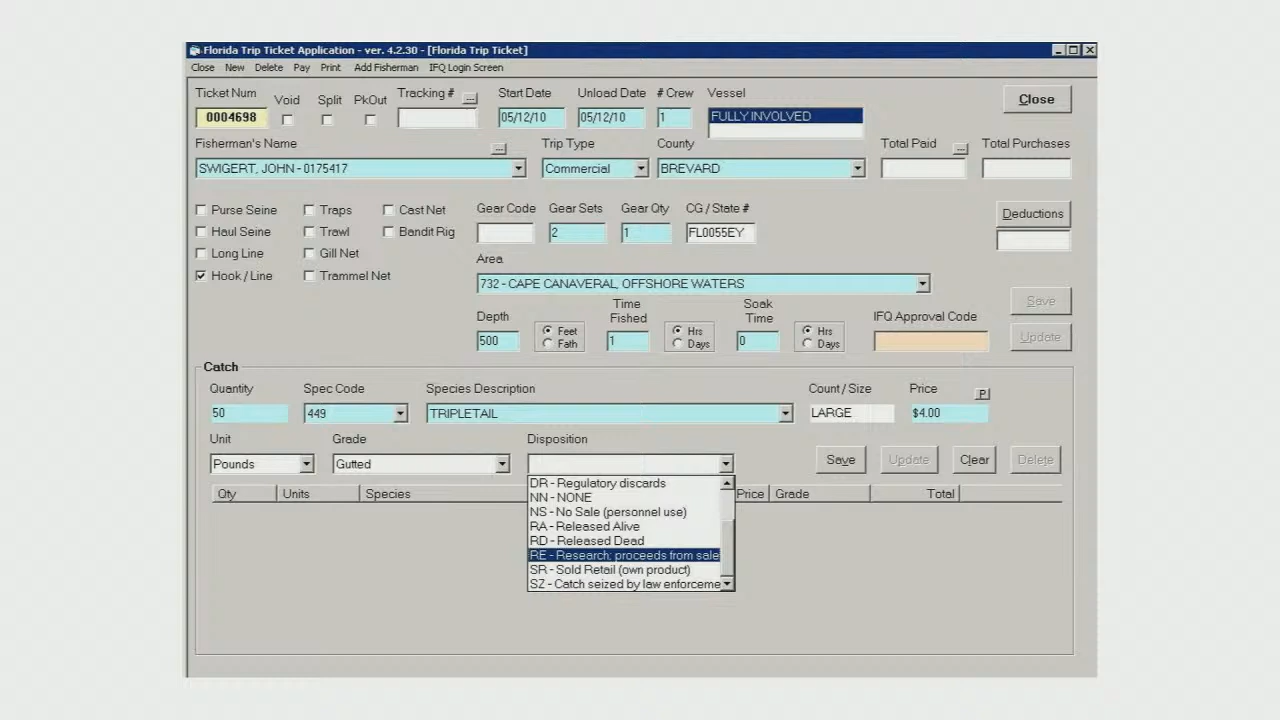 Florida Trip Ticket Application - ver. 4.2.30 - [Florida Trip Ticket]
Close New Delete Pay Print Add Fisherman IFQ Login Screen
Ticket Num Void Split PkOut Tracking # ... Start Date Unload Date # Crew Vessel
0004698 05/12/10 05/12/10 1 FULLY INVOLVED Close
Fisherman's Name ... Trip Type County Total Paid ... Total Purchases
SWIGERT, JOHN - 0175417 Commercial BREVARD
Purse Seine Traps Cast Net Gear Code Gear Sets Gear Qty CG / State # Deductions
Haul Seine Trawl Bandit Rig 2 1 FL0055EY
Long Line Gill Net Area
Hook / Line Trammel Net 732 - CAPE CANAVERAL, OFFSHORE WATERS
Depth Time Fished Soak Time IFQ Approval Code Save
500 Feet Fath 1 Hrs Days 0 Hrs Days Update
Catch
Quantity Spec Code Species Description Count / Size Price P
50 449 TRIPLETAIL LARGE $4.00
Unit Grade Disposition
Pounds Gutted Save Update Clear Delete
Qty Units Species Price Grade Total
DR - Regulatory discards
NN - NONE
NS - No Sale (personnel use)
RA - Released Alive
RD - Released Dead
RE - Research: proceeds from sale
SR - Sold Retail (own product)
SZ - Catch seized by law enforceme